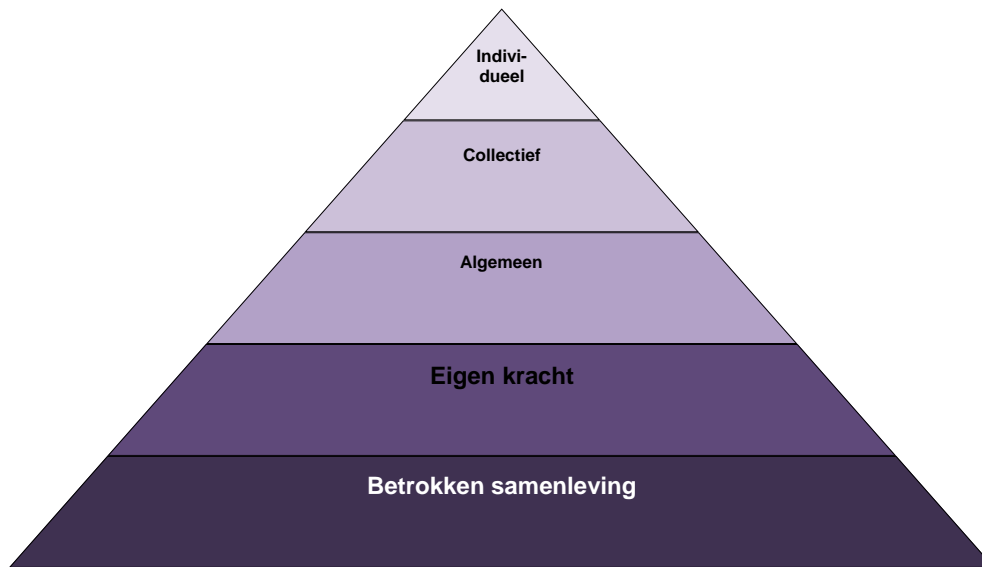 Indivi-
dueel
Collectief
Algemeen
Eigen kracht
Betrokken samenleving